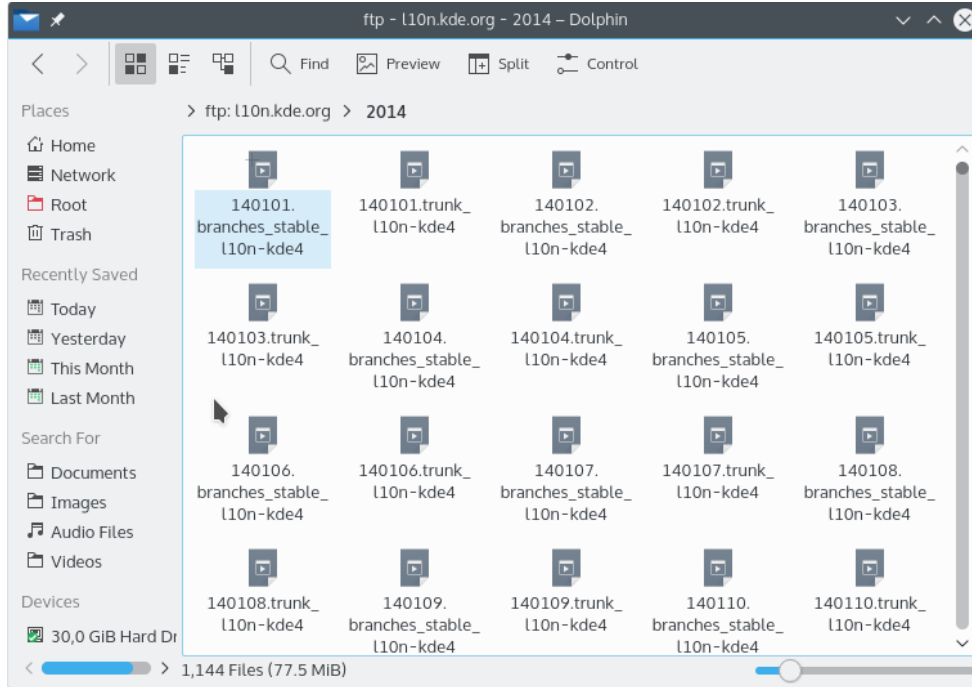 ftp - l10n.kde.org - 2014 – Dolphin
Find Preview Split Control
Places
ftp: l10n.kde.org > 2014
Home
Network
Root
Trash
Recently Saved
Today
Yesterday
This Month
Last Month
Search For
Documents
Images
Audio Files
Videos
Devices
30,0 GiB Hard Dr
140101. 140101.trunk_ 140102. 140102.trunk_ 140103.
branches_stable_ l10n-kde4 branches_stable_ l10n-kde4 branches_stable_
l10n-kde4 l10n-kde4 l10n-kde4
140103.trunk_ 140104. 140104.trunk_ 140105. 140105.trunk_
l10n-kde4 branches_stable_ l10n-kde4 branches_stable_ l10n-kde4
l10n-kde4 l10n-kde4
140106. 140106.trunk_ 140107. 140107.trunk_ 140108.
branches_stable_ l10n-kde4 branches_stable_ l10n-kde4 branches_stable_
l10n-kde4 l10n-kde4 l10n-kde4
140108.trunk_ 140109. 140109.trunk_ 140110. 140110.trunk_
l10n-kde4 branches_stable_ l10n-kde4 branches_stable_ l10n-kde4
l10n-kde4 l10n-kde4
1,144 Files (77.5 MiB)